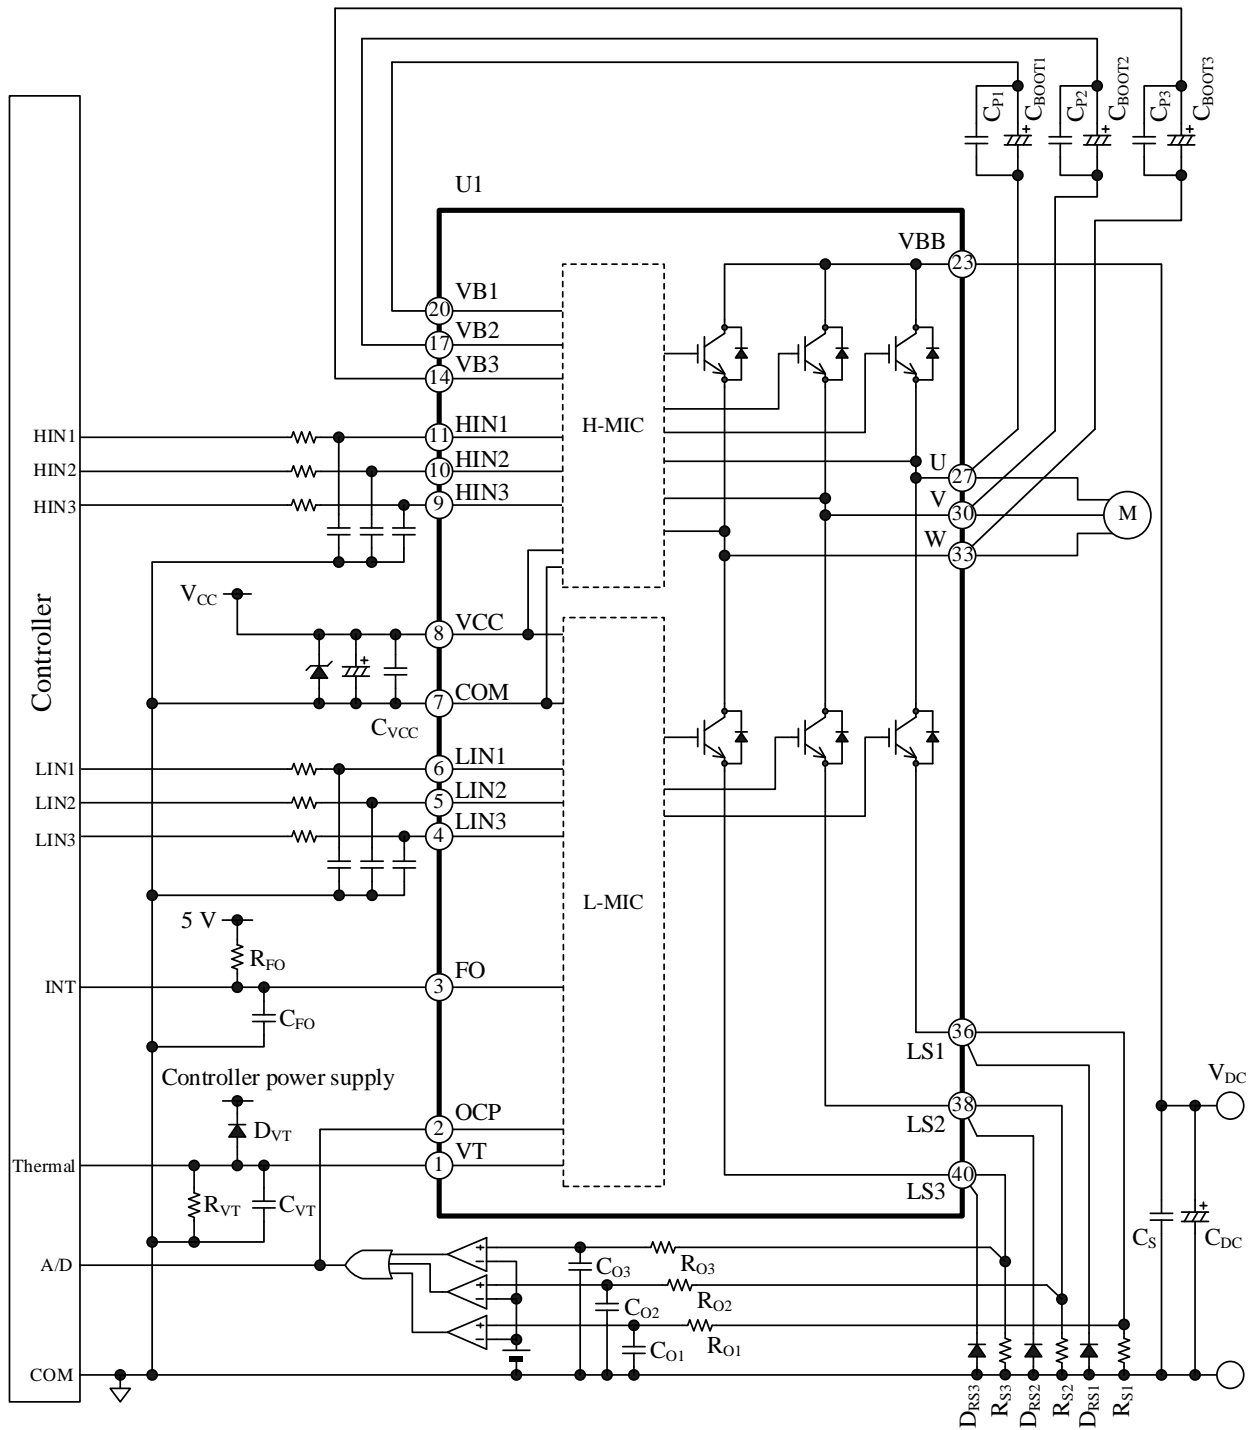 C_P1
C_BOOT1
C_P2
C_BOOT2
C_P3
C_BOOT3
U1
VBB
23
20 VB1
17 VB2
14 VB3
H-MIC
HIN1
11 HIN1
HIN2
10 HIN2
HIN3
9 HIN3
U
27
V
30
W
33
M
Controller
V_CC
8 VCC
7 COM
C_VCC
LIN1
6 LIN1
LIN2
5 LIN2
LIN3
4 LIN3
L-MIC
5 V
R_FO
INT
3 FO
C_FO
36
LS1
Controller power supply
V_DC
D_VT
2 OCP
38
LS2
Thermal
1 VT
40
LS3
R_VT
C_VT
C_S
C_DC
A/D
+
-
C_O3
R_O3
+
-
C_O2
R_O2
+
-
C_O1
R_O1
COM
D_RS3
R_S3
D_RS2
R_S2
D_RS1
R_S1